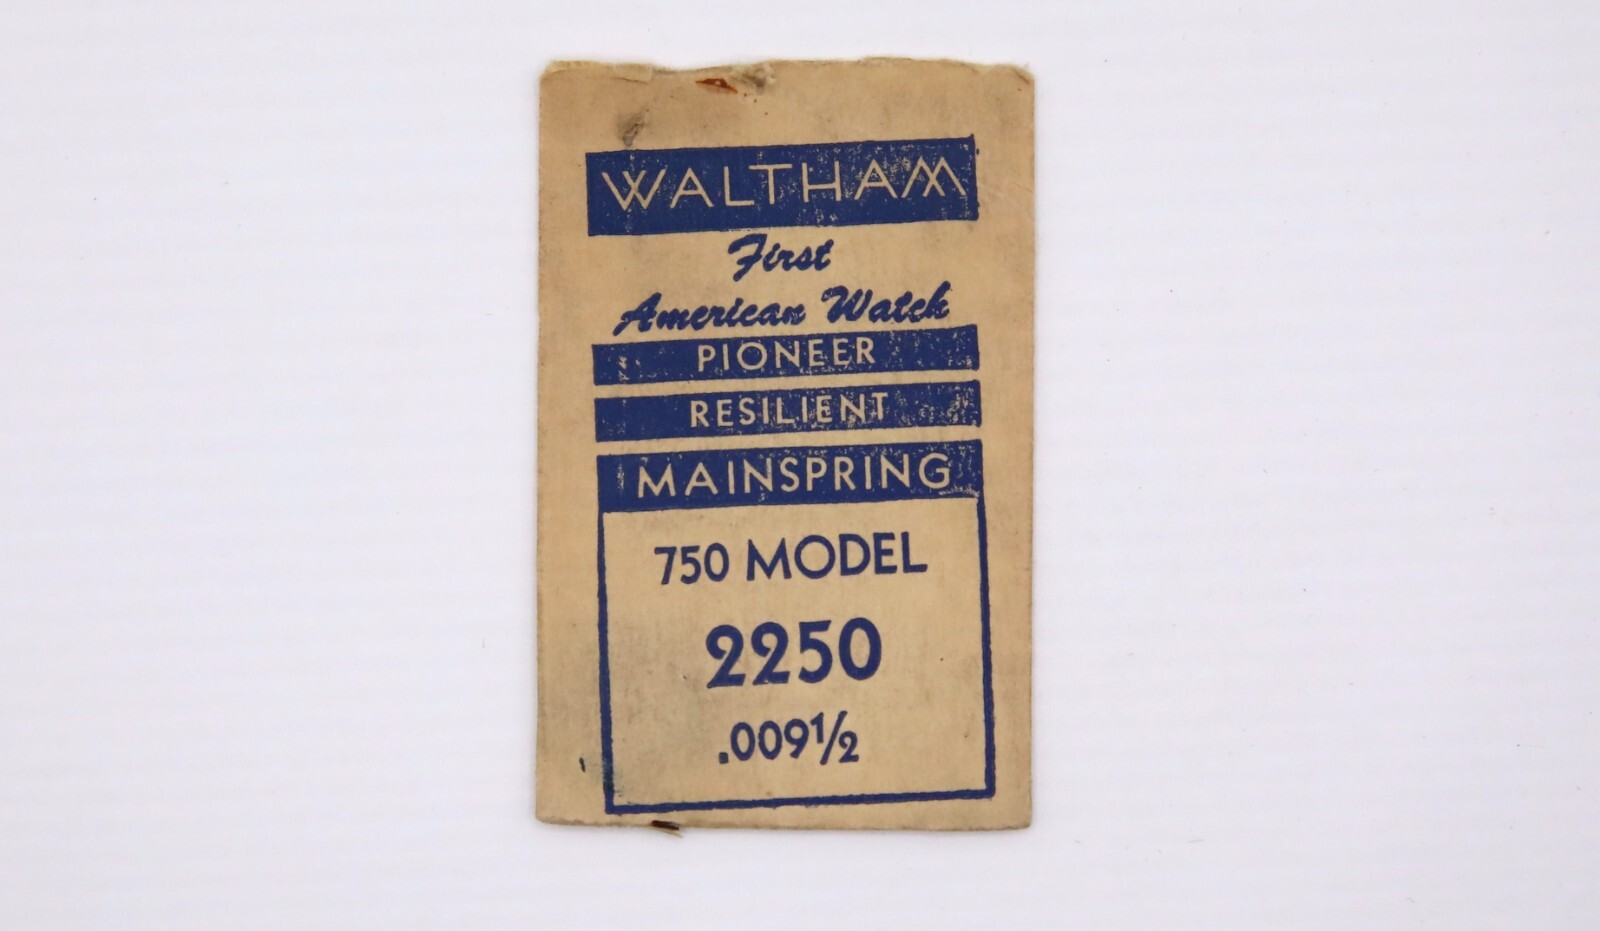 WALTHAM
First
American Watch
PIONEER
RESILIENT
MAINSPRING
750 MODEL
2250
.009½